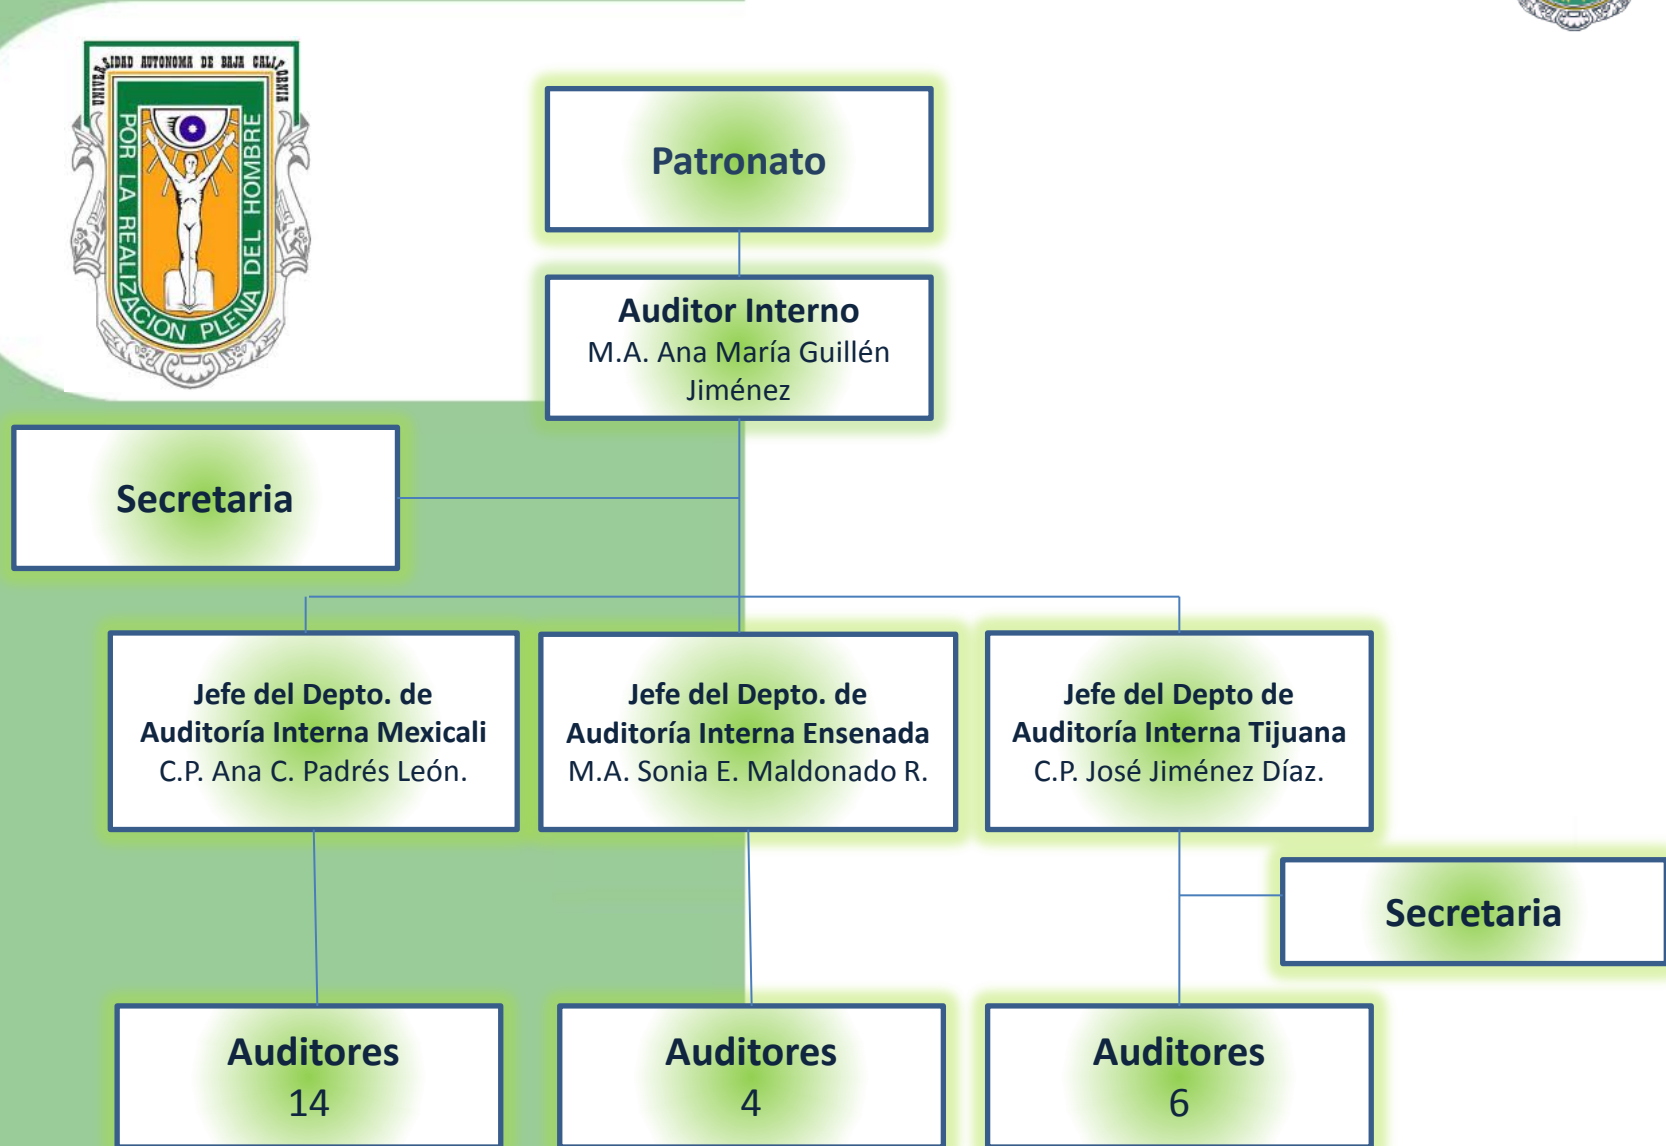 UNIVERSIDAD AUTONOMA DE BAJA CALIFORNIA
POR LA REALIZACION PLENA DEL HOMBRE
Patronato
Auditor Interno
M.A. Ana María Guillén
Jiménez
Secretaria
Jefe del Depto. de
Auditoría Interna Mexicali
C.P. Ana C. Padrés León.
Jefe del Depto. de
Auditoría Interna Ensenada
M.A. Sonia E. Maldonado R.
Jefe del Depto de
Auditoría Interna Tijuana
C.P. José Jiménez Díaz.
Secretaria
Auditores
14
Auditores
4
Auditores
6